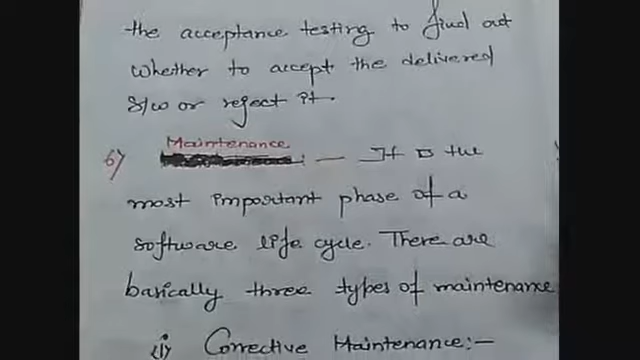 the acceptance testing to find out
whether to accept the delivered
S/w or reject it.
6) Maintenance : — It is the
most important phase of a
software life cycle. There are
basically three types of maintenance
(i) Corrective Maintenance:-